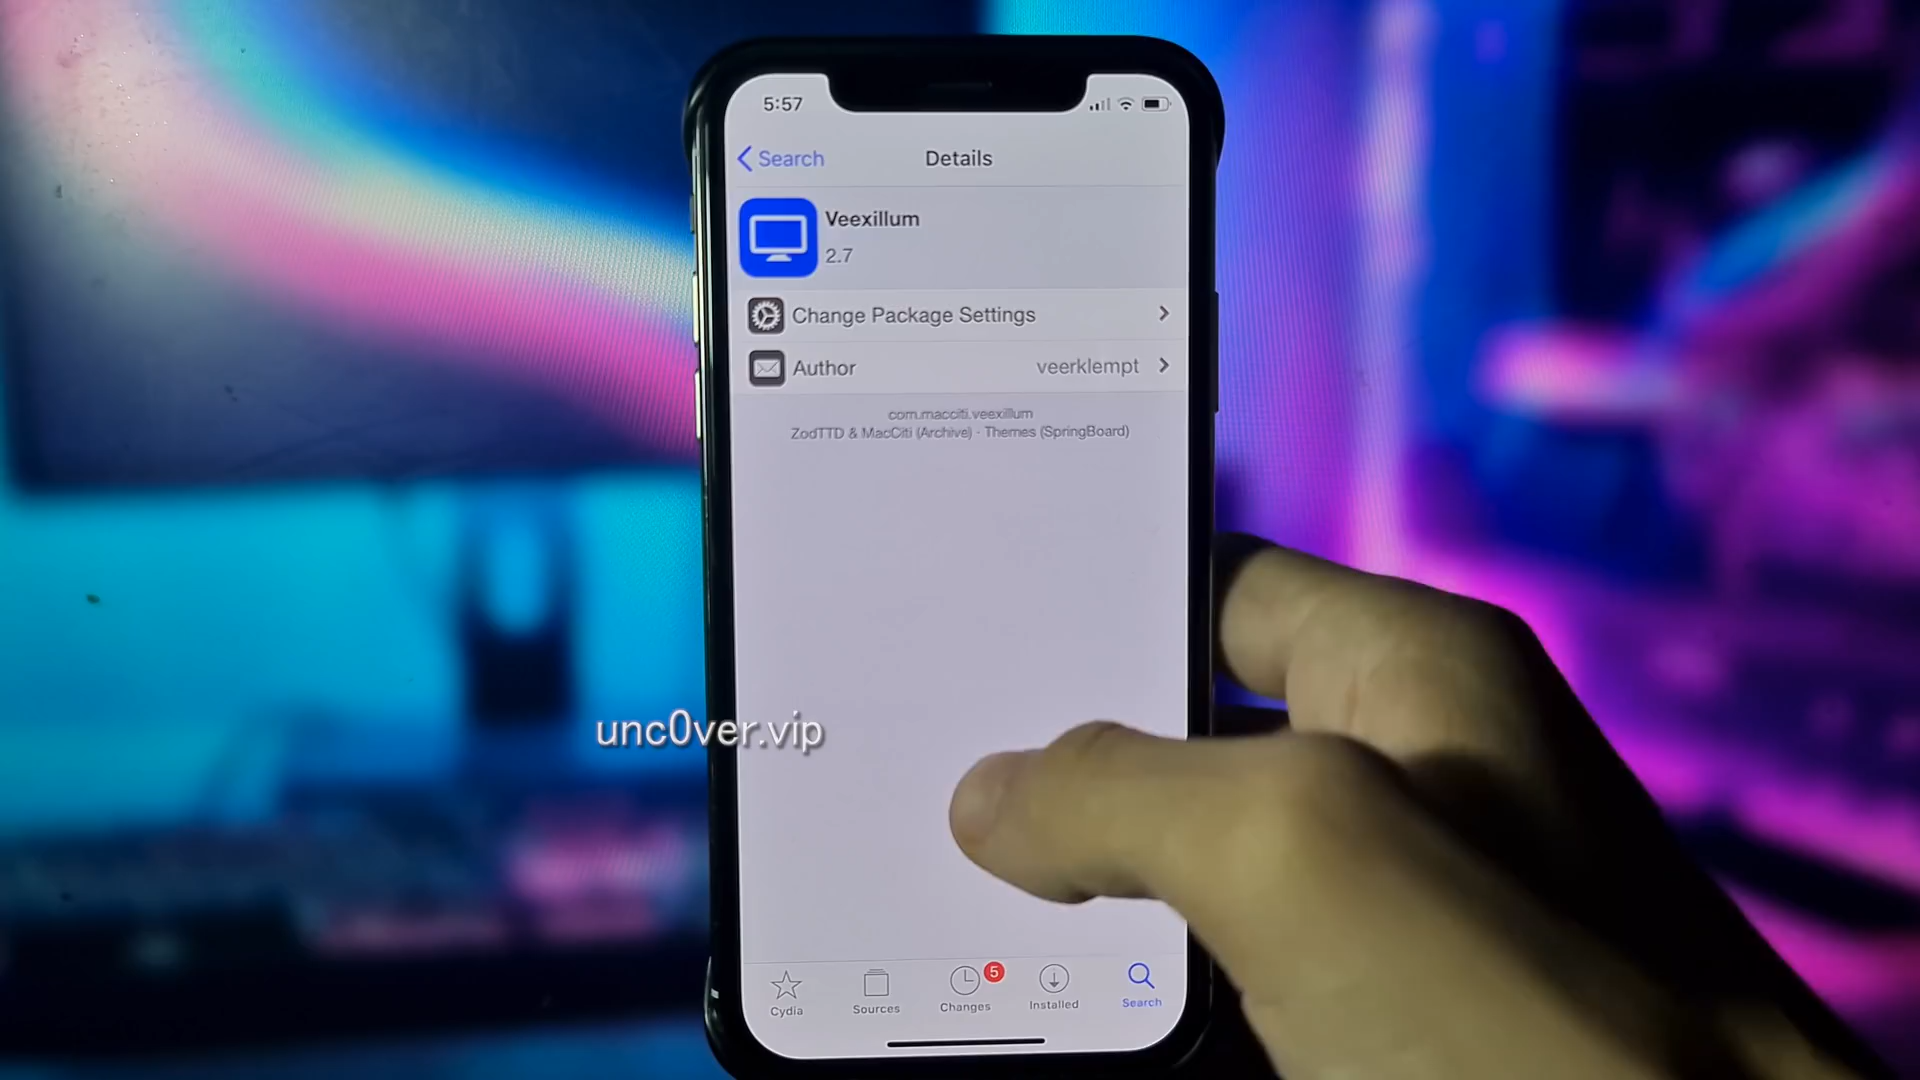 5:57
Search
Details
Veexillum
2.7
Change Package Settings
Author
veerklempt
com.macciti.veexillum
ZodTTD & MacCiti (Archive) · Themes (SpringBoard)
unc0ver.vip
5
Cydia
Sources
Changes
Installed
Search